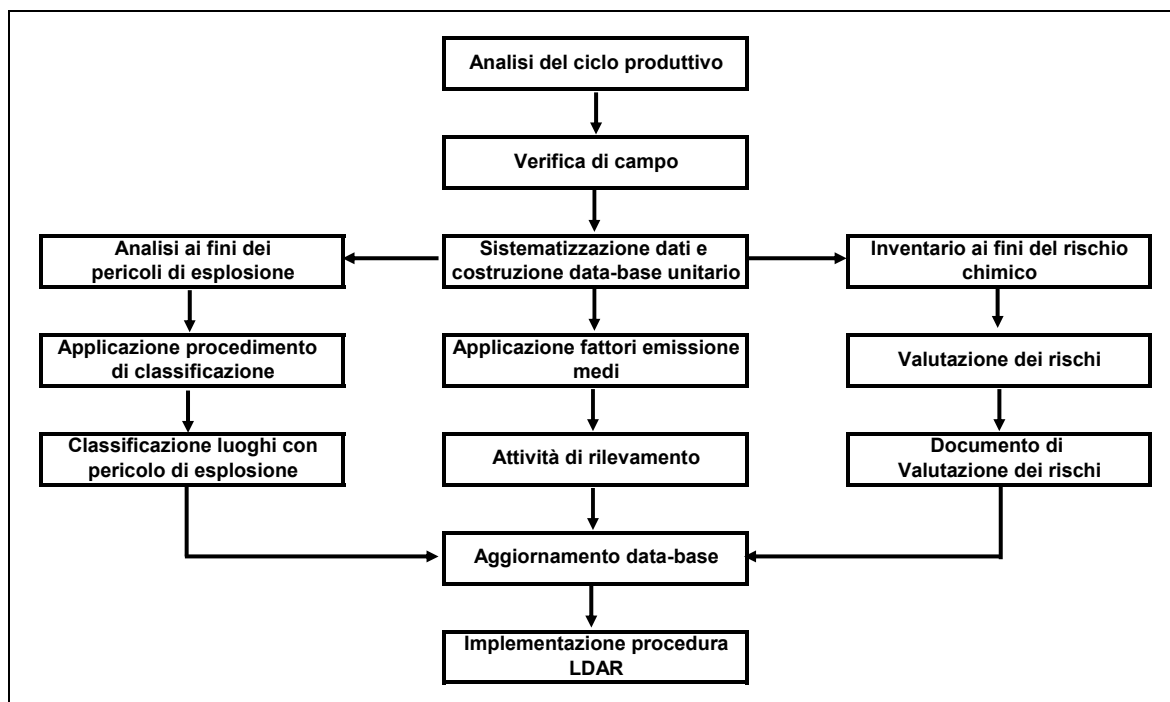 Analisi del ciclo produttivo
Verifica di campo
Analisi ai fini dei
pericoli di esplosione
Sistematizzazione dati e
costruzione data-base unitario
Inventario ai fini del rischio
chimico
Applicazione procedimento
di classificazione
Applicazione fattori emissione
medi
Valutazione dei rischi
Classificazione luoghi con
pericolo di esplosione
Attività di rilevamento
Documento di
Valutazione dei rischi
Aggiornamento data-base
Implementazione procedura
LDAR